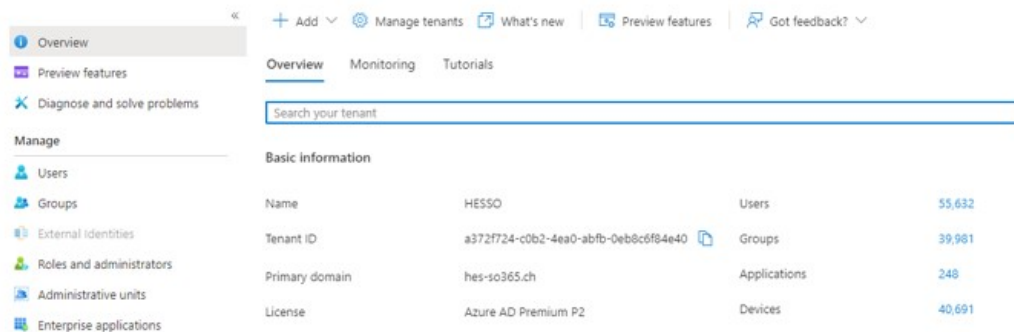 «
Overview
Preview features
Diagnose and solve problems
Manage
Users
Groups
External Identities
Roles and administrators
Administrative units
Enterprise applications
Add Manage tenants What's new Preview features Got feedback?
Overview Monitoring Tutorials
Search your tenant
Basic information
Name HESSO Users 55,632
Tenant ID a372f724-c0b2-4ea0-abfb-0eb8c6f84e40 Groups 39,981
Primary domain hes-so365.ch Applications 248
License Azure AD Premium P2 Devices 40,691